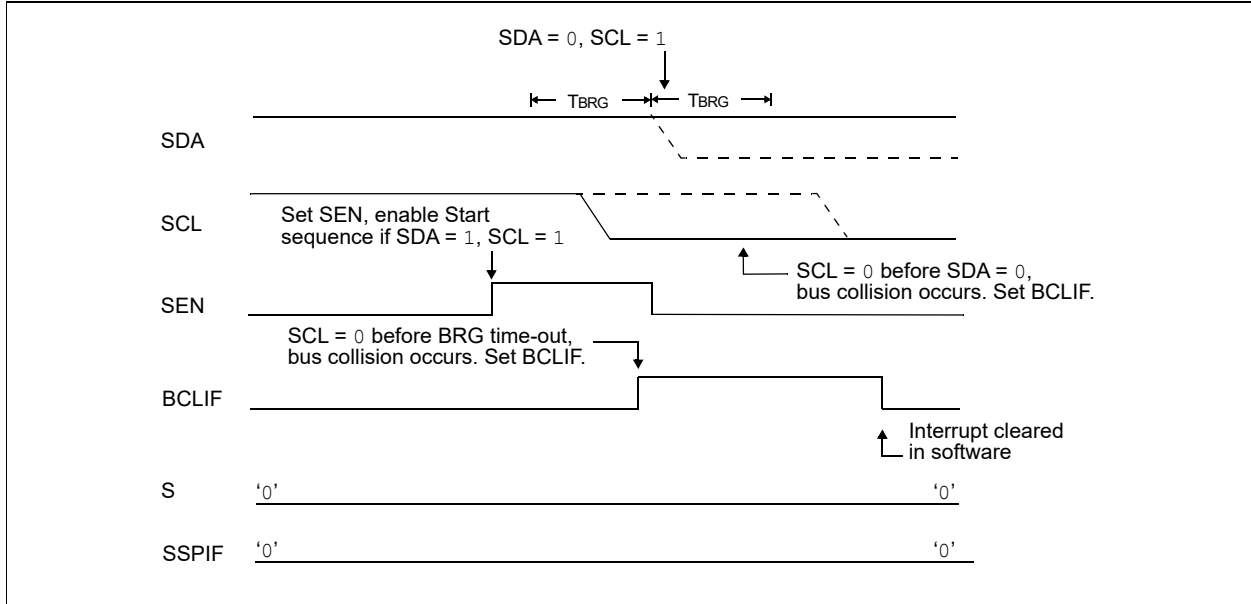 SDA = 0, SCL = 1
TBRG TBRG
SDA
SCL
Set SEN, enable Start
sequence if SDA = 1, SCL = 1
SCL = 0 before SDA = 0,
bus collision occurs. Set BCLIF.
SEN
SCL = 0 before BRG time-out,
bus collision occurs. Set BCLIF.
BCLIF
Interrupt cleared
in software
S ‘0’ ‘0’
SSPIF ‘0’ ‘0’